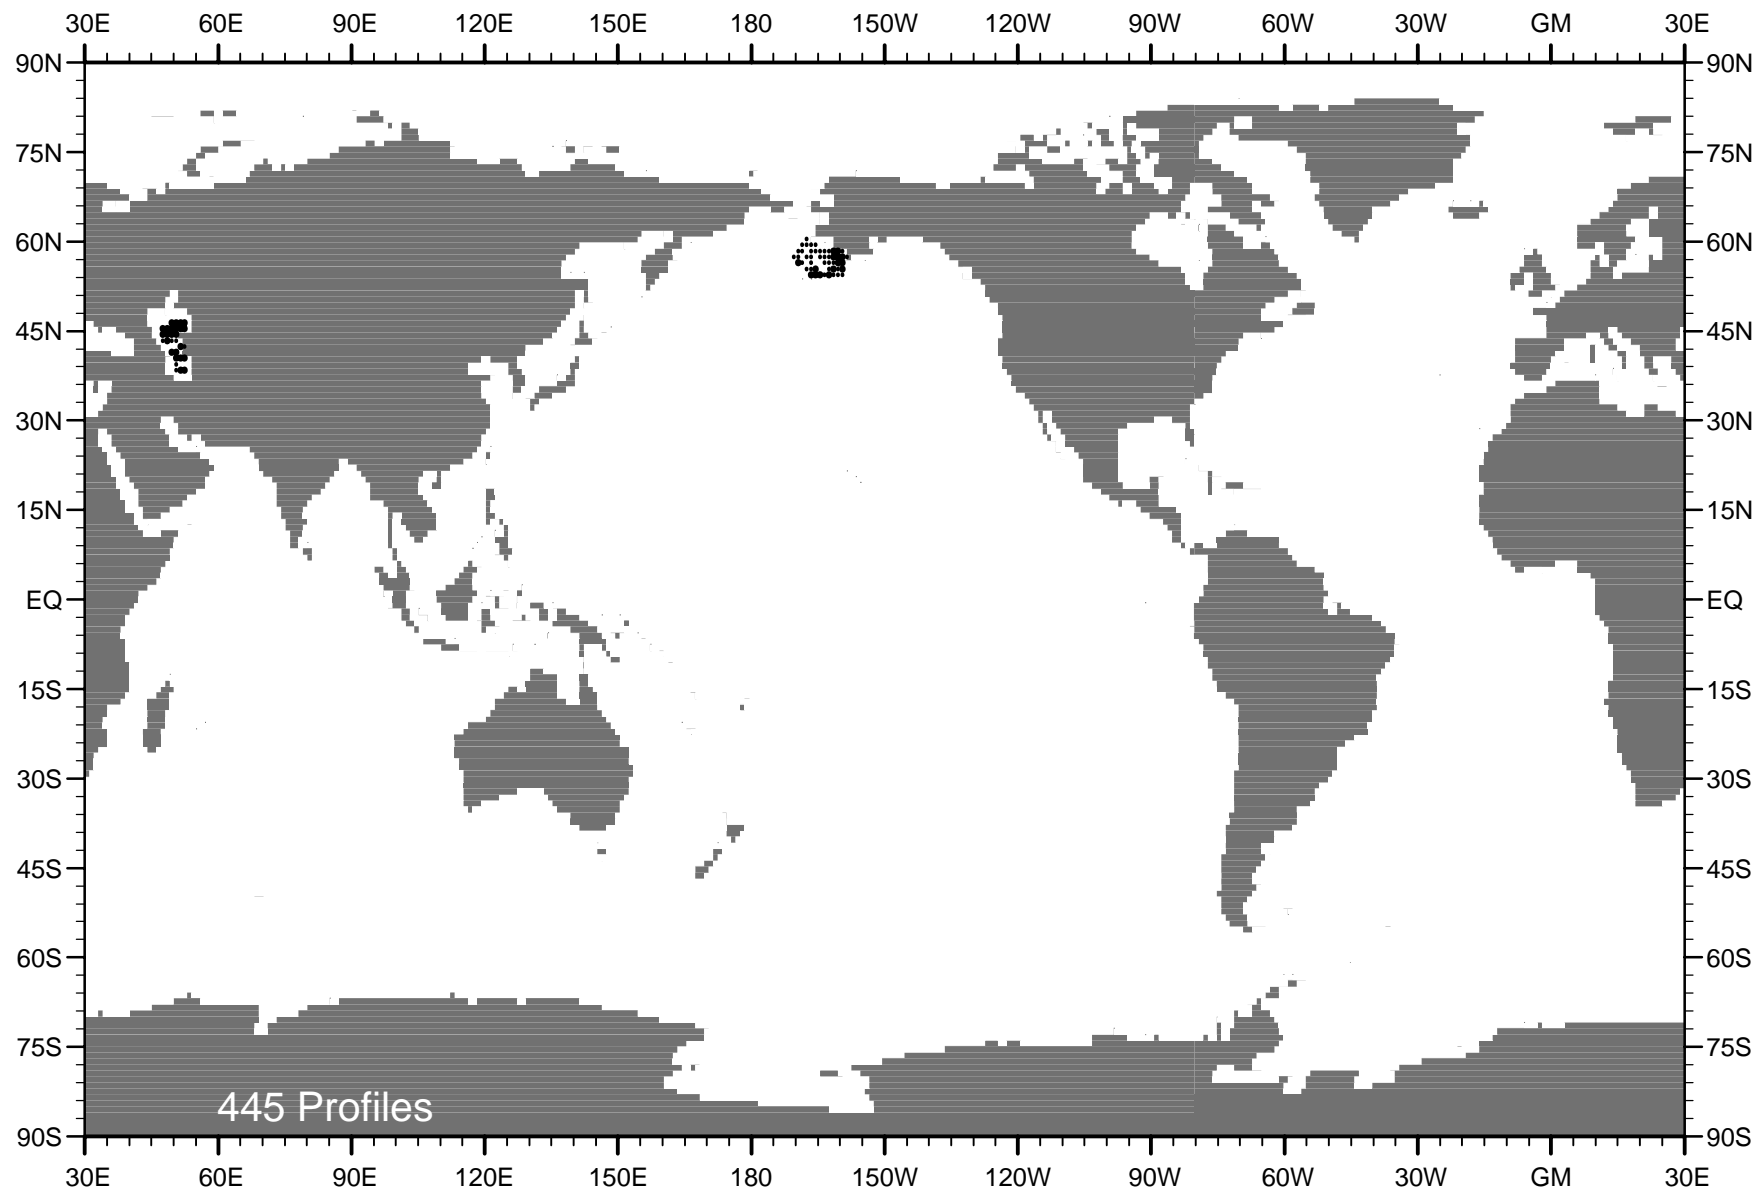 30E 60E 90E 120E 150E 180 150W 120W 90W 60W 30W GM 30E
90N 90N
75N 75N
60N 60N
45N 45N
30N 30N
15N 15N
EQ EQ
15S 15S
30S 30S
45S 45S
60S 60S
75S 75S
445 Profiles
90S 90S
30E 60E 90E 120E 150E 180 150W 120W 90W 60W 30W GM 30E